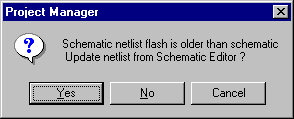 Project Manager
Schematic netlist flash is older than schematic
Update netlist from Schematic Editor ?
Yes
No
Cancel